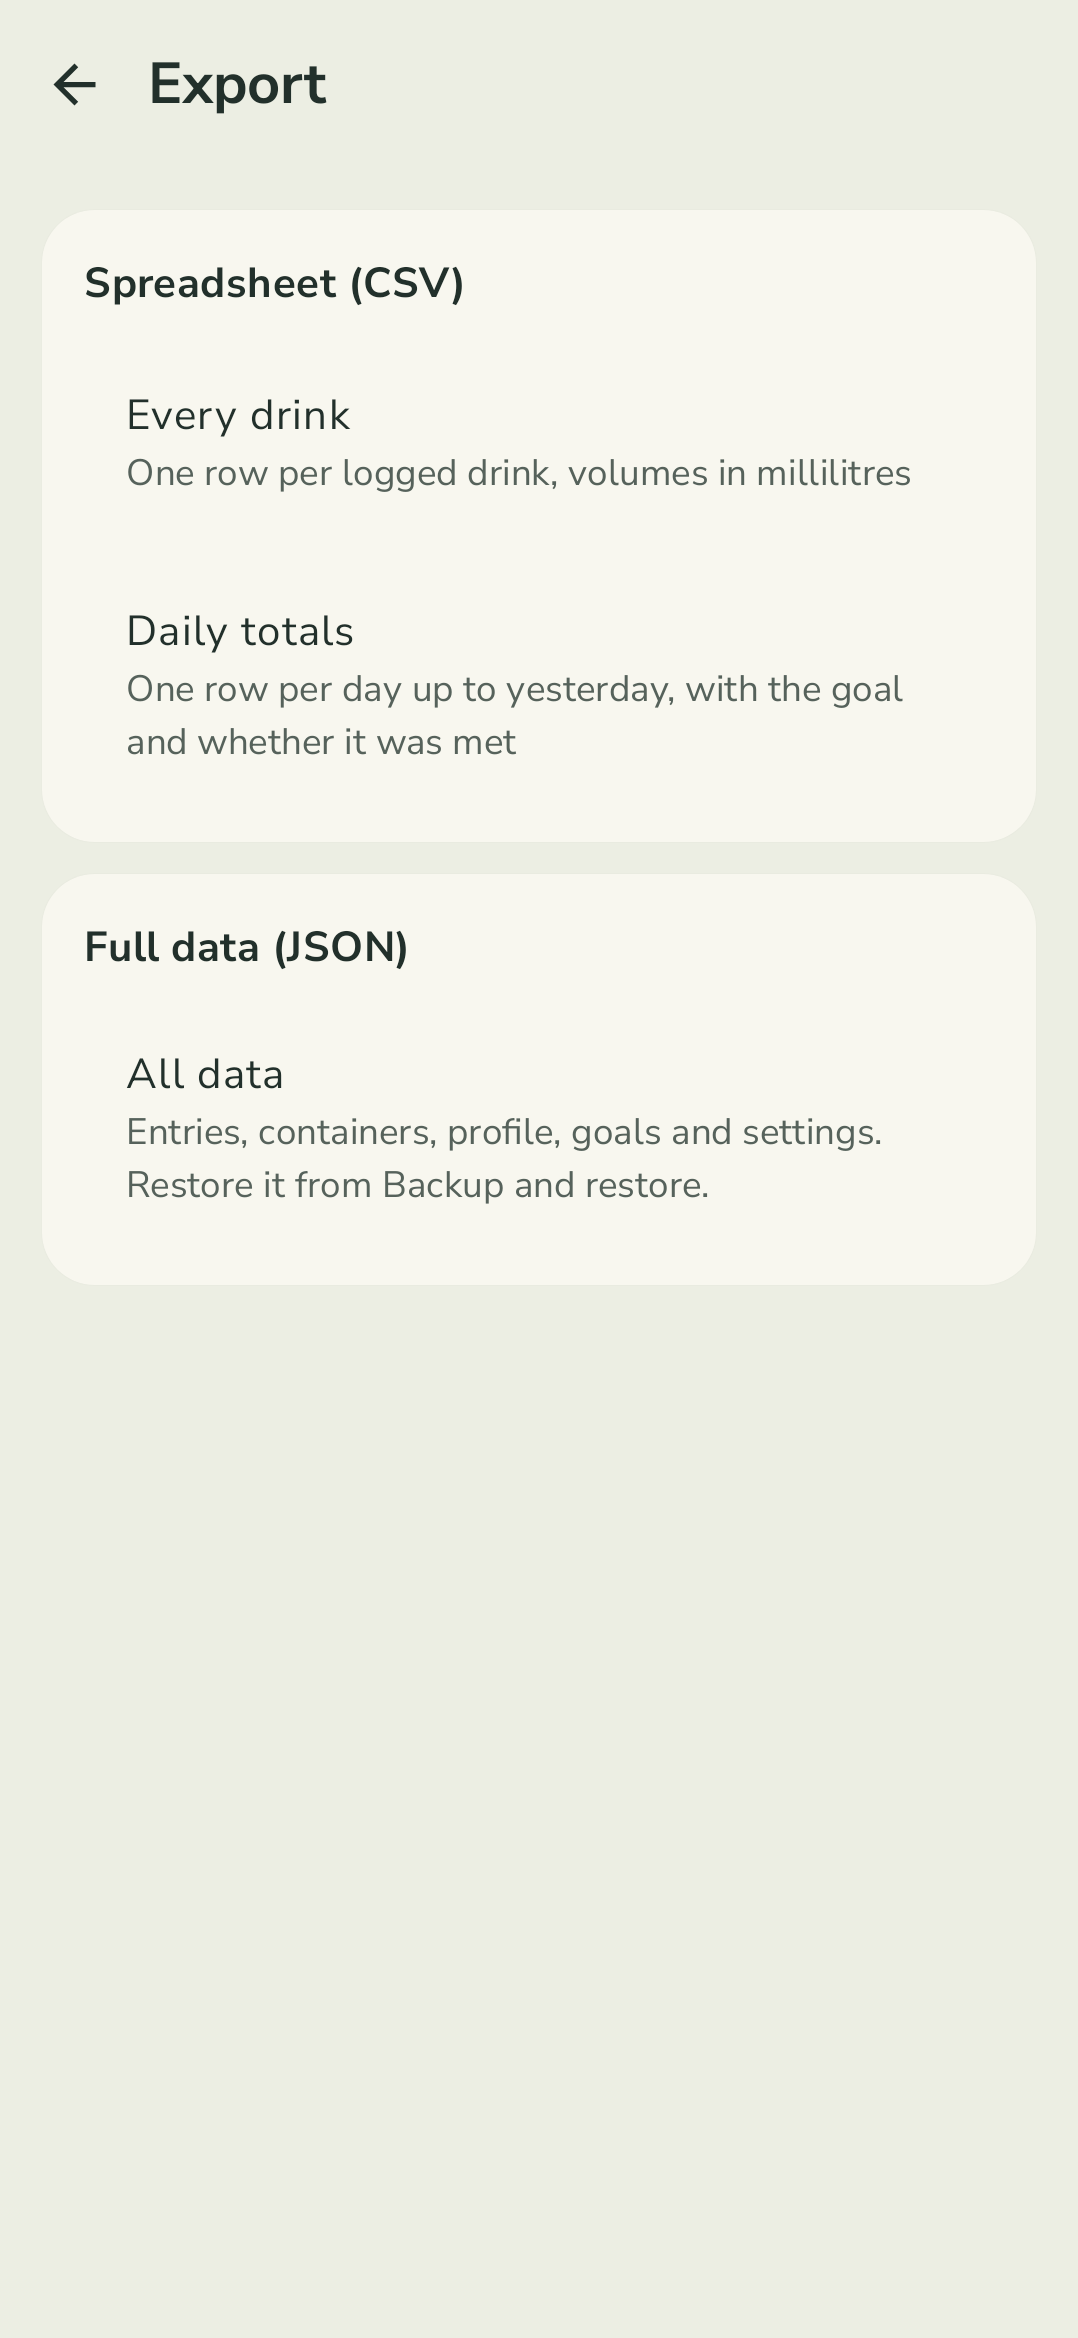 Export
Spreadsheet (CSV)
Every drink
One row per logged drink, volumes in millilitres
Daily totals
One row per day up to yesterday, with the goal
and whether it was met
Full data (JSON)
All data
Entries, containers, profile, goals and settings.
Restore it from Backup and restore.